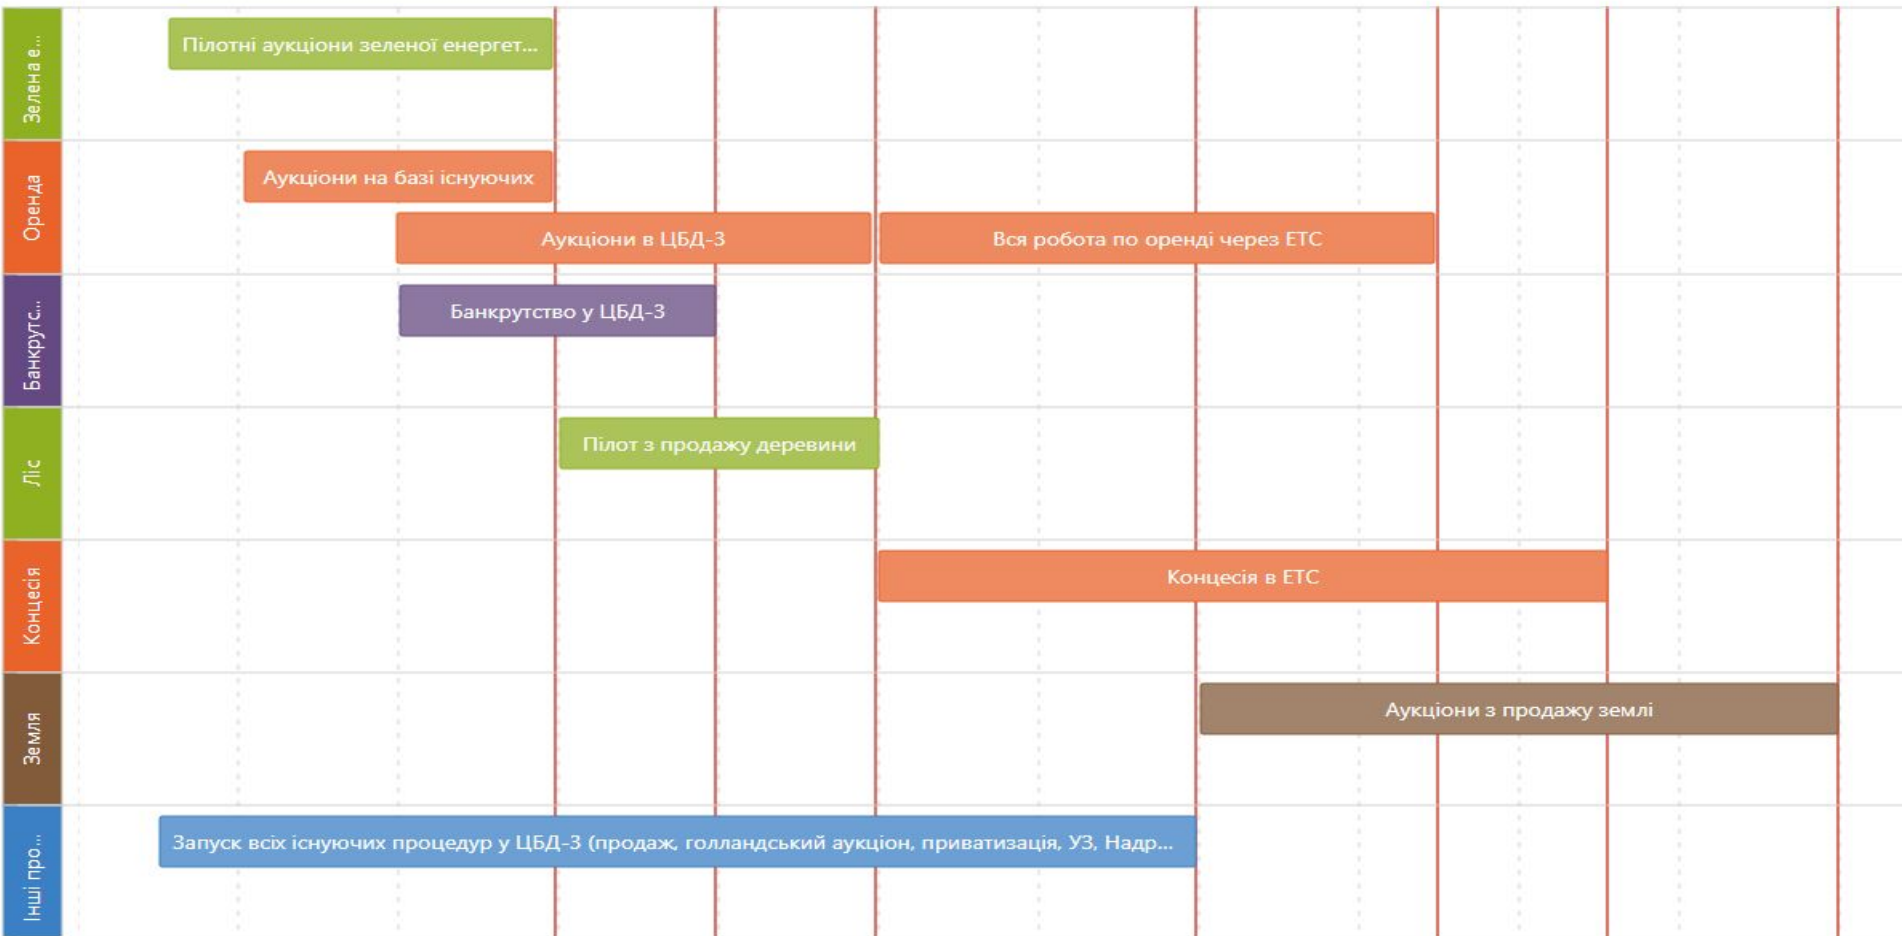 Зелена е...
Пілотні аукціони зеленої енергет...
Оренда
Аукціони на базі існуючих
Аукціони в ЦБД-3
Вся робота по оренді через ЕТС
Банкрутс...
Банкрутство у ЦБД-3
Ліс
Пілот з продажу деревини
Концесія
Концесія в ЕТС
Земля
Аукціони з продажу землі
Інші про...
Запуск всіх існуючих процедур у ЦБД-3 (продаж, голландський аукціон, приватизація, УЗ, Надр...